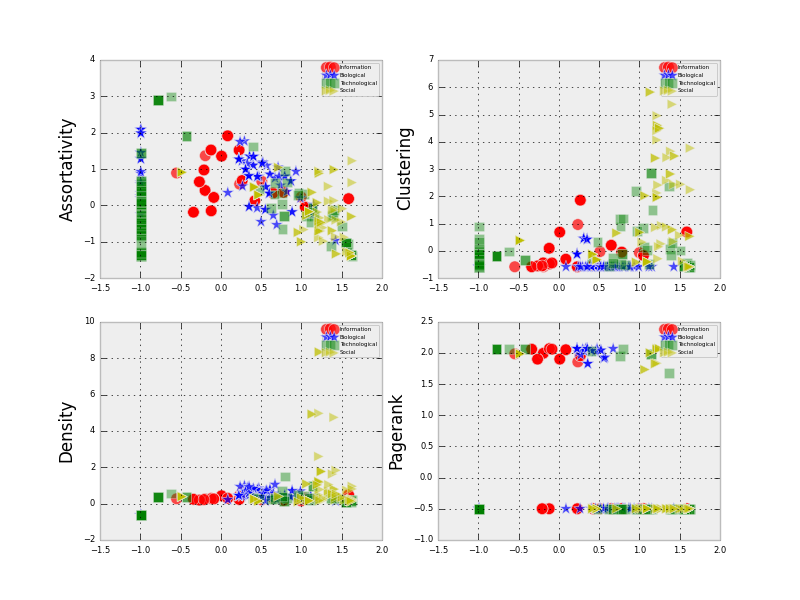 Assortativity
4
3
2
1
0
−1
−2
−1.5 −1.0 −0.5 0.0 0.5 1.0 1.5 2.0
Information
Biological
Technological
Social
Clustering
7
6
5
4
3
2
1
0
−1
−1.5 −1.0 −0.5 0.0 0.5 1.0 1.5 2.0
Information
Biological
Technological
Social
Density
10
8
6
4
2
0
−2
−1.5 −1.0 −0.5 0.0 0.5 1.0 1.5 2.0
Information
Biological
Technological
Social
Pagerank
2.5
2.0
1.5
1.0
0.5
0.0
−0.5
−1.0
−1.5 −1.0 −0.5 0.0 0.5 1.0 1.5 2.0
Information
Biological
Technological
Social